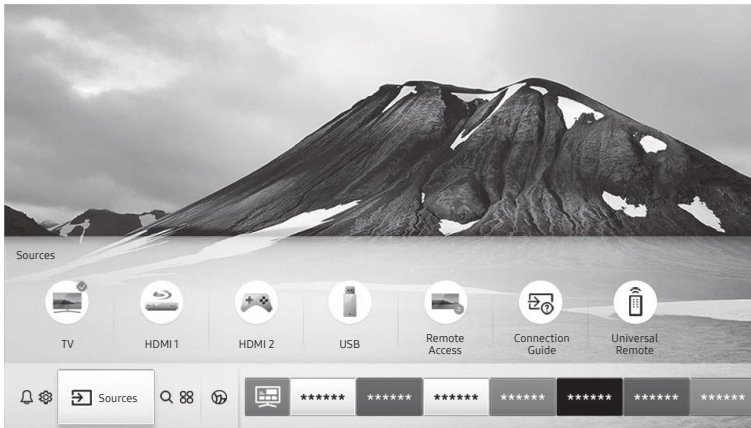 Sources
TV
HDMI 1
HDMI 2
USB
Remote
Access
Connection
Guide
Universal
Remote
Sources
****** ****** ****** ****** ****** ****** ******